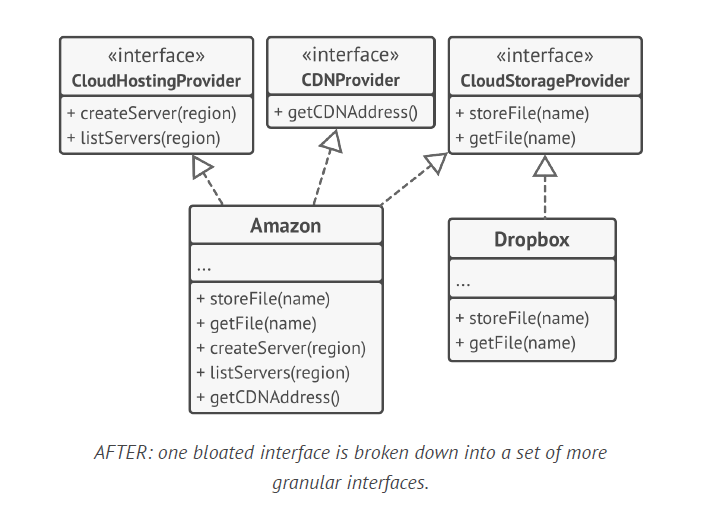 «interface»
CloudHostingProvider
+ createServer(region)
+ listServers(region)
«interface»
CDNProvider
+ getCDNAddress()
«interface»
CloudStorageProvider
+ storeFile(name)
+ getFile(name)
Amazon
...
+ storeFile(name)
+ getFile(name)
+ createServer(region)
+ listServers(region)
+ getCDNAddress()
Dropbox
...
+ storeFile(name)
+ getFile(name)
AFTER: one bloated interface is broken down into a set of more
granular interfaces.